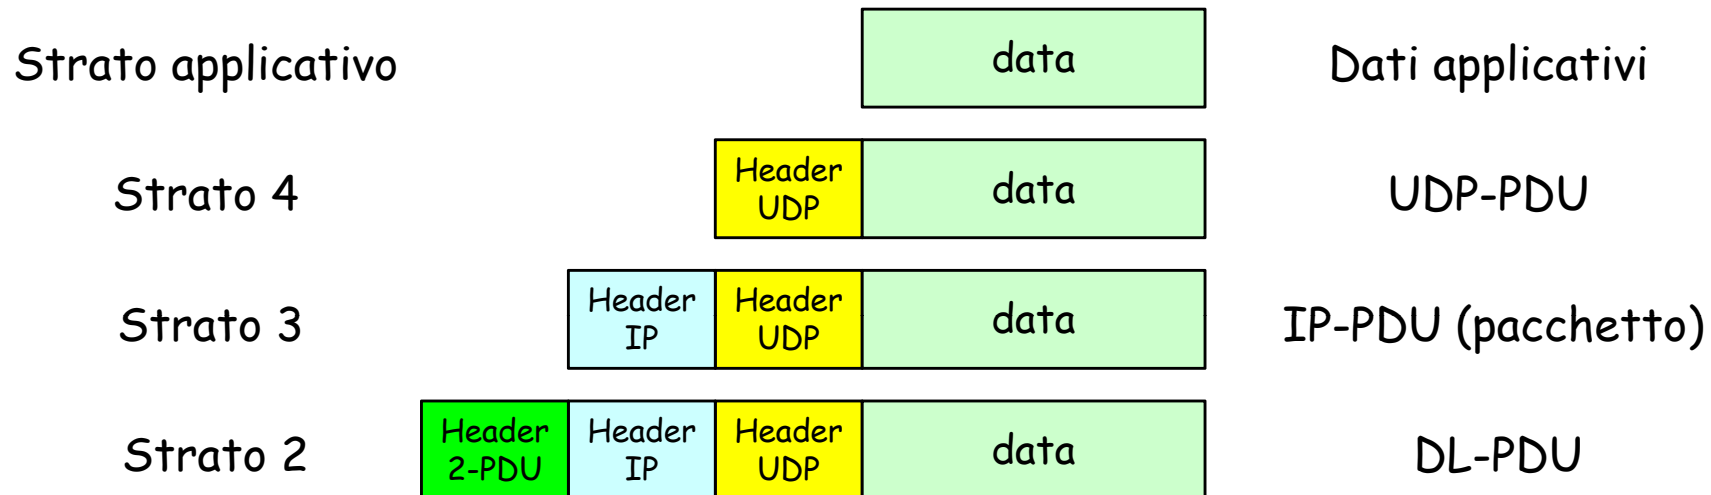 Strato applicativo data Dati applicativi
Strato 4 Header UDP data UDP-PDU
Strato 3 Header IP Header UDP data IP-PDU (pacchetto)
Strato 2 Header 2-PDU Header IP Header UDP data DL-PDU